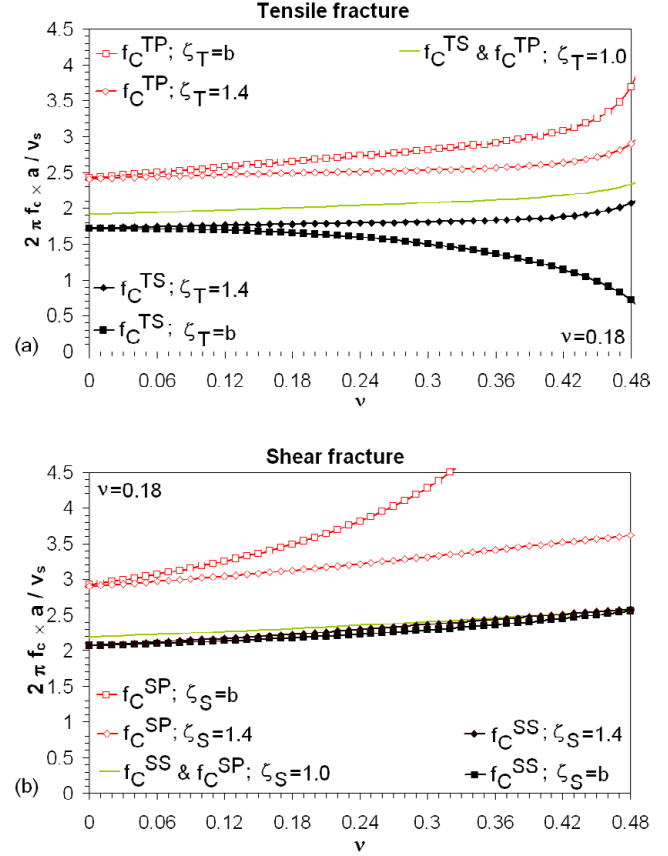 Tensile fracture
4.5
4
3.5
3
2.5
2
1.5
1
0.5
0
2 π f_c × a / ν_s
f_C^TP; ζ_T=b
f_C^TP; ζ_T=1.4
f_C^TS & f_C^TP; ζ_T=1.0
f_C^TS; ζ_T=1.4
f_C^TS; ζ_T=b
ν=0.18
(a)
0 0.06 0.12 0.18 0.24 0.3 0.36 0.42 0.48
ν
Shear fracture
4.5
4
3.5
3
2.5
2
1.5
1
0.5
0
2 π f_c × a / ν_s
ν=0.18
f_C^SP; ζ_S=b
f_C^SP; ζ_S=1.4
f_C^SS & f_C^SP; ζ_S=1.0
f_C^SS; ζ_S=1.4
f_C^SS; ζ_S=b
(b)
0 0.06 0.12 0.18 0.24 0.3 0.36 0.42 0.48
ν